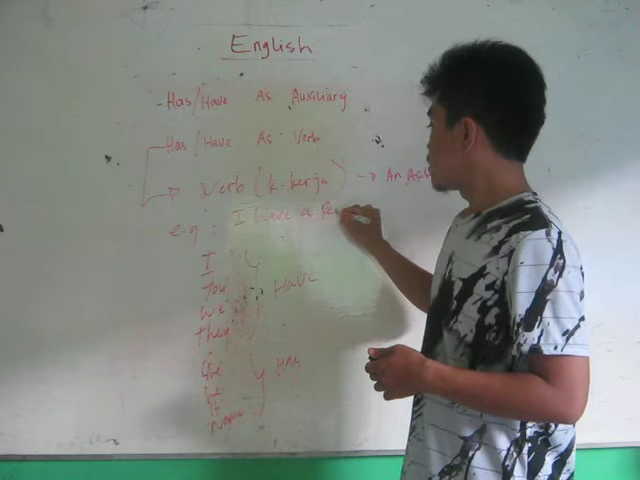 English
Has/Have As Auxiliary
Has/Have As Verb
Verb (k. kerja) → An
e.g : I have a
I
You
We
they
Have
She
he
It
Name
Has